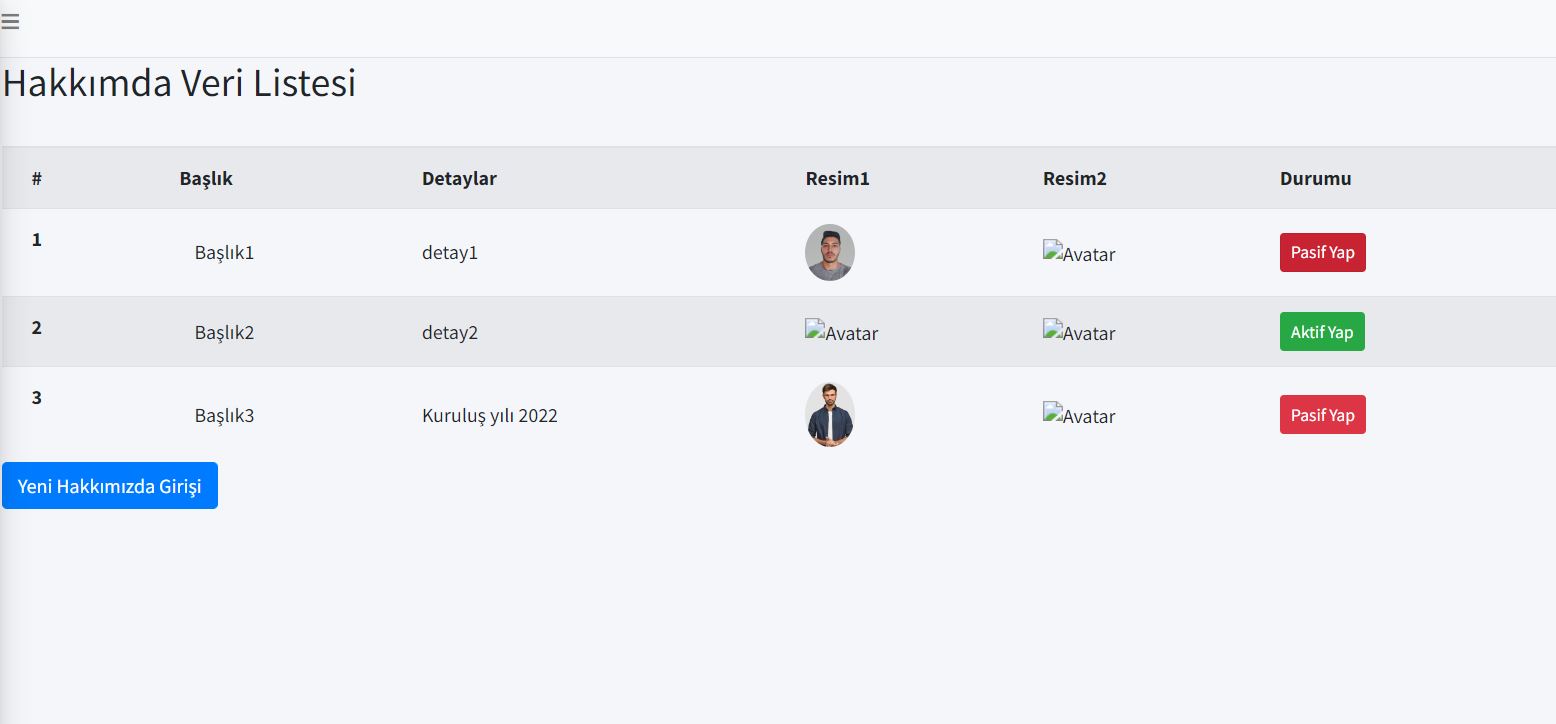 Hakkımda Veri Listesi
# Başlık Detaylar Resim1 Resim2 Durumu
1 Başlık1 detay1 Avatar Pasif Yap
2 Başlık2 detay2 Avatar Avatar Aktif Yap
3 Başlık3 Kuruluş yılı 2022 Avatar Pasif Yap
Yeni Hakkımızda Girişi